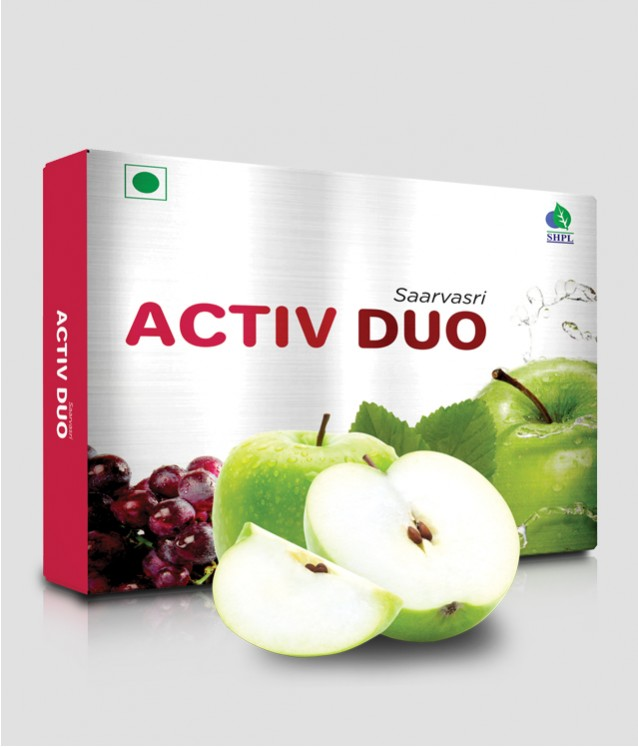 SHPL
Saarvasri
ACTIV DUO
ACTIV DUO
Saarvasri